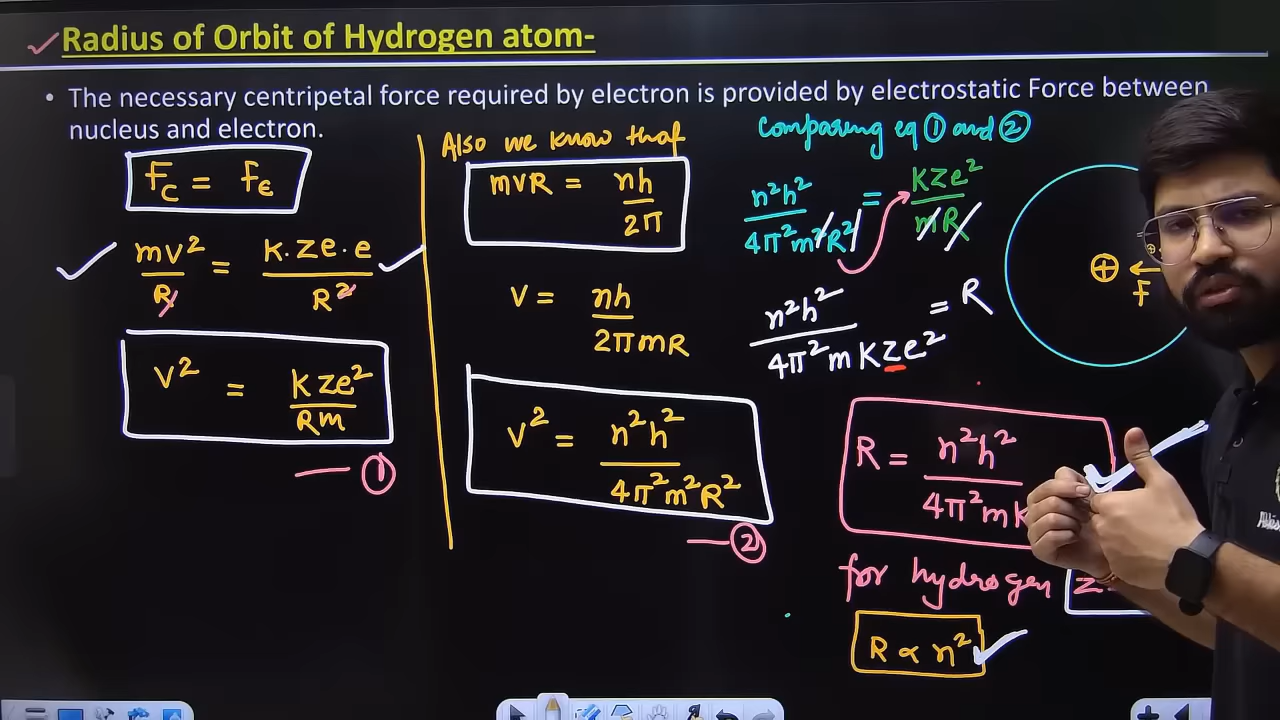 Radius of Orbit of Hydrogen atom-
• The necessary centripetal force required by electron is provided by electrostatic Force between
nucleus and electron.
Fc = Fe
mv²/R = k.ze.e/R²
v² = kze²/Rm
— ①
Also we know that
mvR = nh/2π
v = nh/2πmR
v² = n²h²/4π²m²R²
— ②
Comparing eq ① and ②
n²h²/4π²m²R² = kze²/mR
n²h²/4π²mkze² = R
R = n²h²/4π²mk
for hydrogen z
R ∝ n²
⊕
F